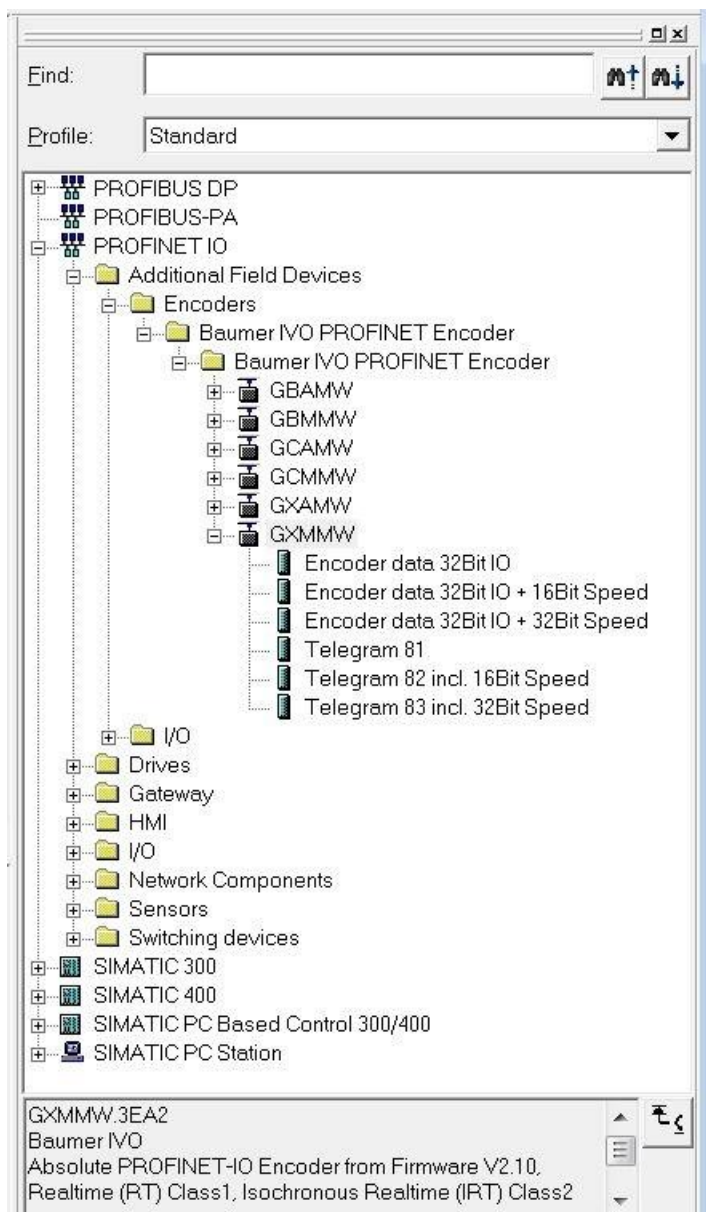 Find:
Profile: Standard
PROFIBUS DP
PROFIBUS-PA
PROFINET IO
Additional Field Devices
Encoders
Baumer IVO PROFINET Encoder
Baumer IVO PROFINET Encoder
GBAMW
GBMMW
GCAMW
GCMMW
GXAMW
GXMMW
Encoder data 32Bit IO
Encoder data 32Bit IO + 16Bit Speed
Encoder data 32Bit IO + 32Bit Speed
Telegram 81
Telegram 82 incl. 16Bit Speed
Telegram 83 incl. 32Bit Speed
I/O
Drives
Gateway
HMI
I/O
Network Components
Sensors
Switching devices
SIMATIC 300
SIMATIC 400
SIMATIC PC Based Control 300/400
SIMATIC PC Station
GXMMW.3EA2
Baumer IVO
Absolute PROFINET-IO Encoder from Firmware V2.10,
Realtime (RT) Class1, Isochronous Realtime (IRT) Class2